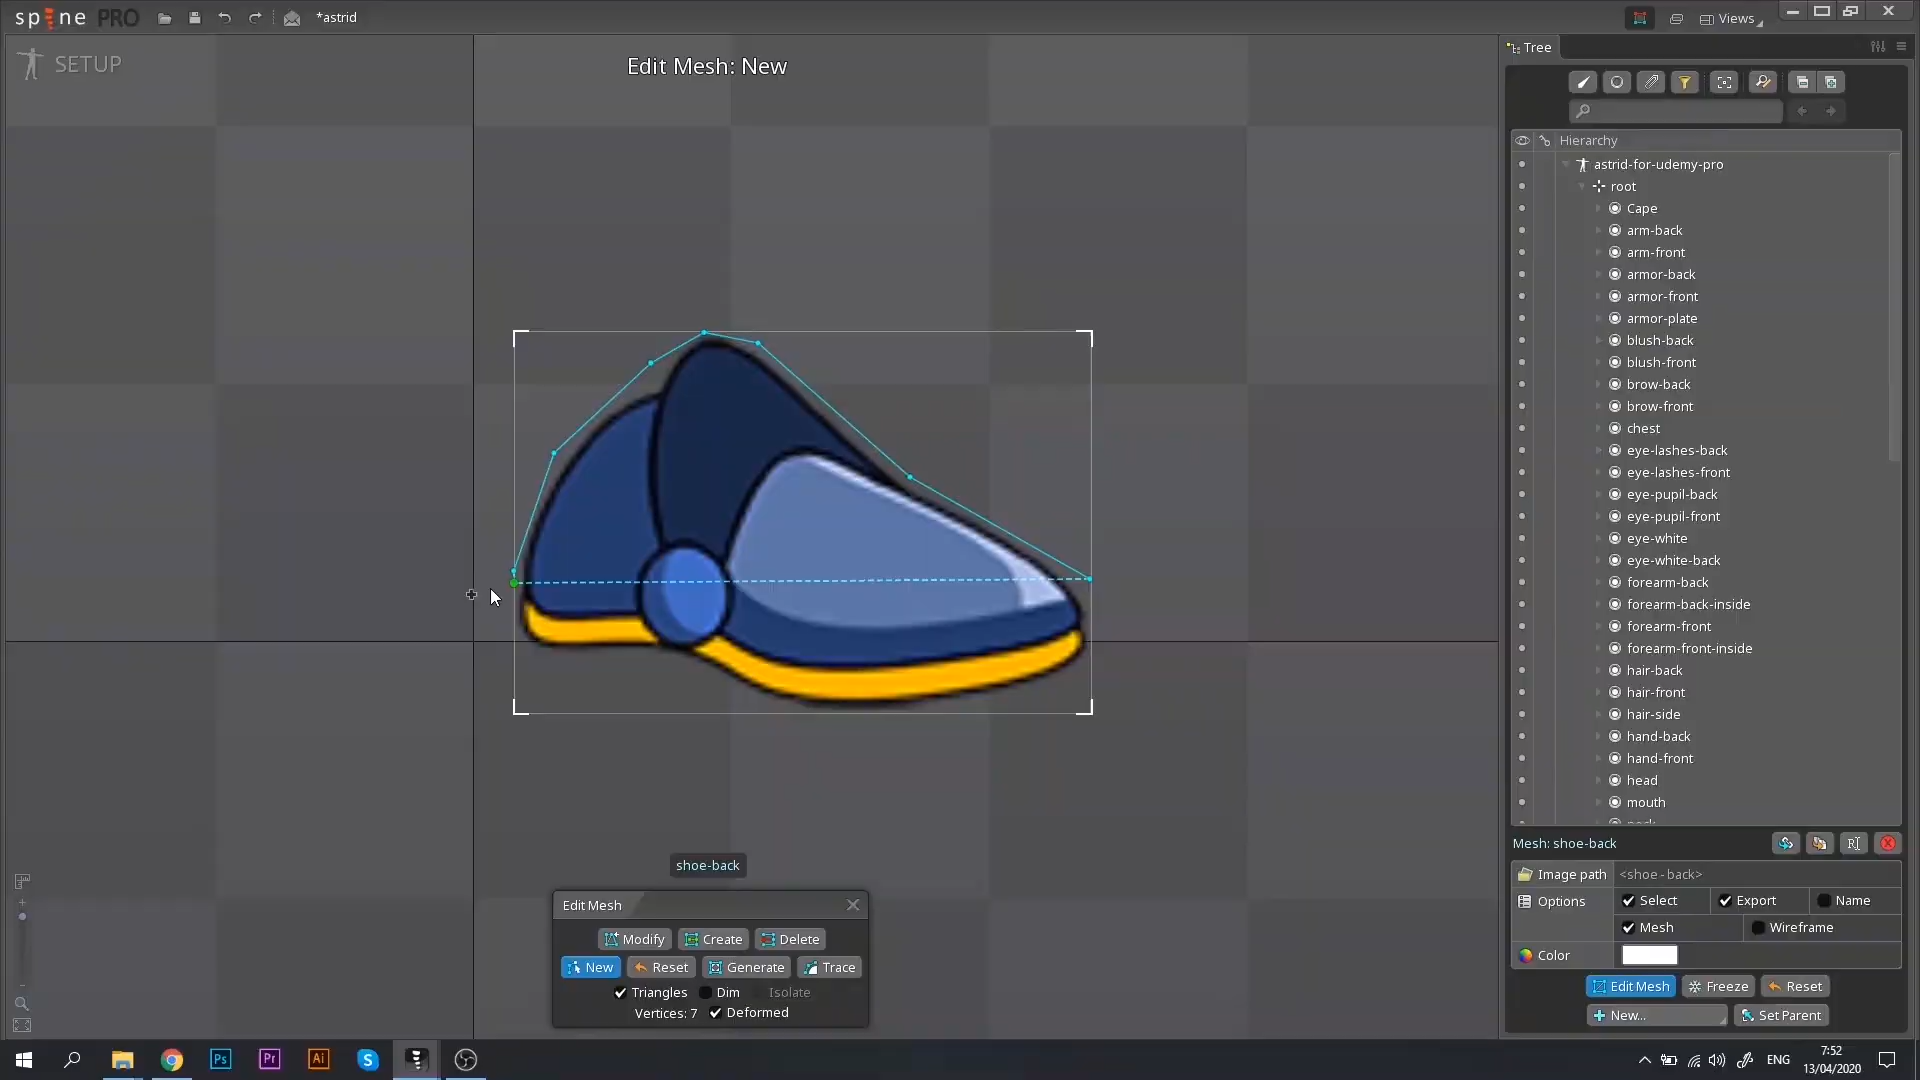 spine PRO
*astrid
Views
SETUP
Edit Mesh: New
Tree
Hierarchy
astrid-for-udemy-pro
root
Cape
arm-back
arm-front
armor-back
armor-front
armor-plate
blush-back
blush-front
brow-back
brow-front
chest
eye-lashes-back
eye-lashes-front
eye-pupil-back
eye-pupil-front
eye-white
eye-white-back
forearm-back
forearm-back-inside
forearm-front
forearm-front-inside
hair-back
hair-front
hair-side
hand-back
hand-front
head
mouth
Mesh: shoe-back
Image path <shoe-back>
Options Select Export Name
Mesh Wireframe
Color
Edit Mesh Freeze Reset
New... Set Parent
shoe-back
Edit Mesh
Modify Create Delete
New Reset Generate Trace
Triangles Dim Isolate
Vertices: 7 Deformed
Ps Pr Ai
ENG
7:52
13/04/2020